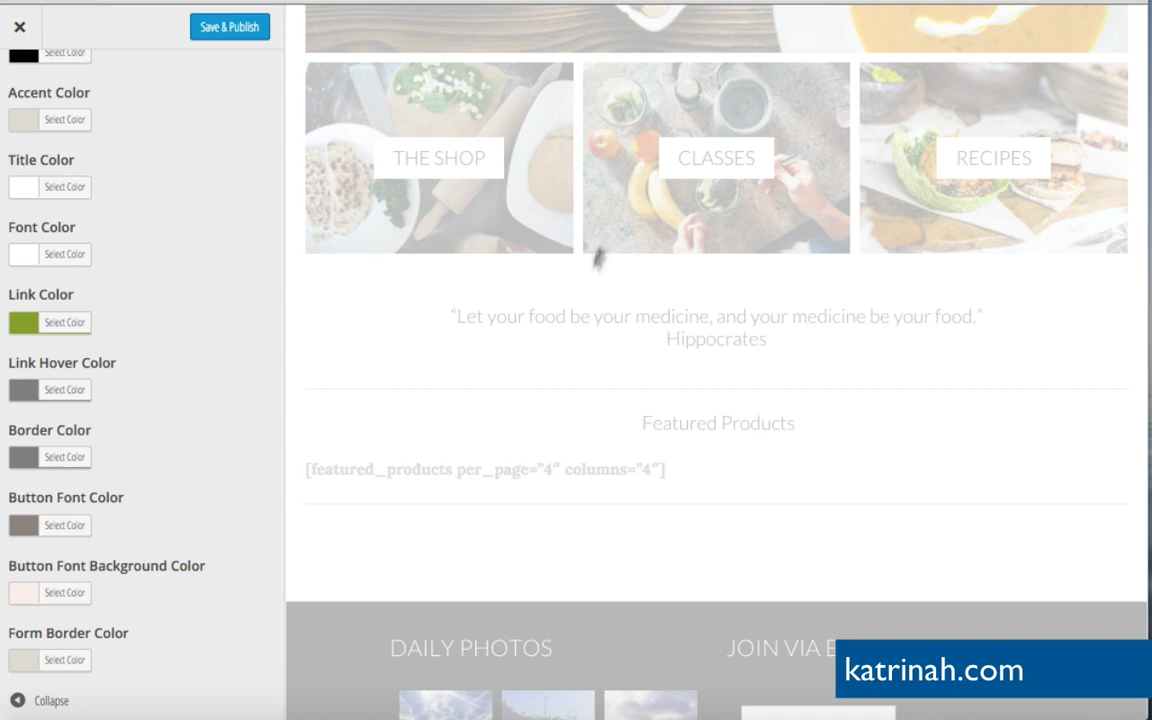 Save & Publish
Select Color
Accent Color
Select Color
Title Color
Select Color
Font Color
Select Color
Link Color
Select Color
Link Hover Color
Select Color
Border Color
Select Color
Button Font Color
Select Color
Button Font Background Color
Select Color
Form Border Color
Select Color
Collapse
THE SHOP
CLASSES
RECIPES
“Let your food be your medicine, and your medicine be your food.”
Hippocrates
Featured Products
[featured_products per_page=”4″ columns=”4″]
DAILY PHOTOS
JOIN VIA
katrinah.com